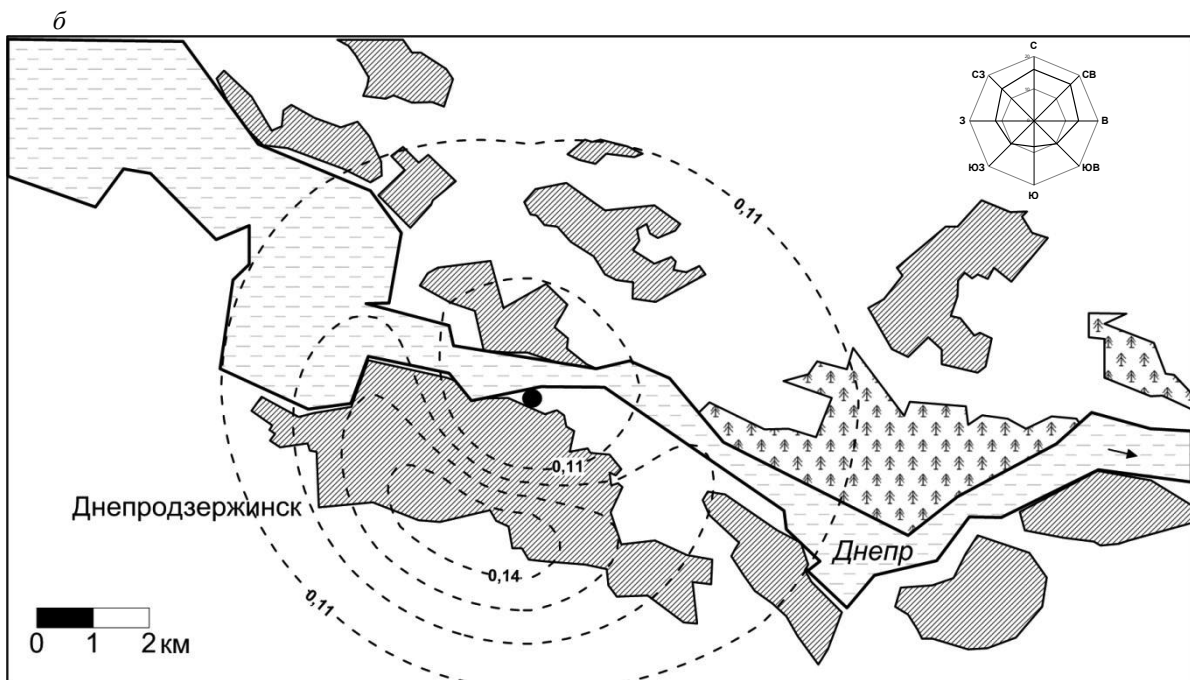 б
С
СЗ
СВ
З
В
ЮЗ
ЮВ
Ю
0,11
0,11
Днепродзержинск
Днепр
0,14
0,11
0 1 2 км